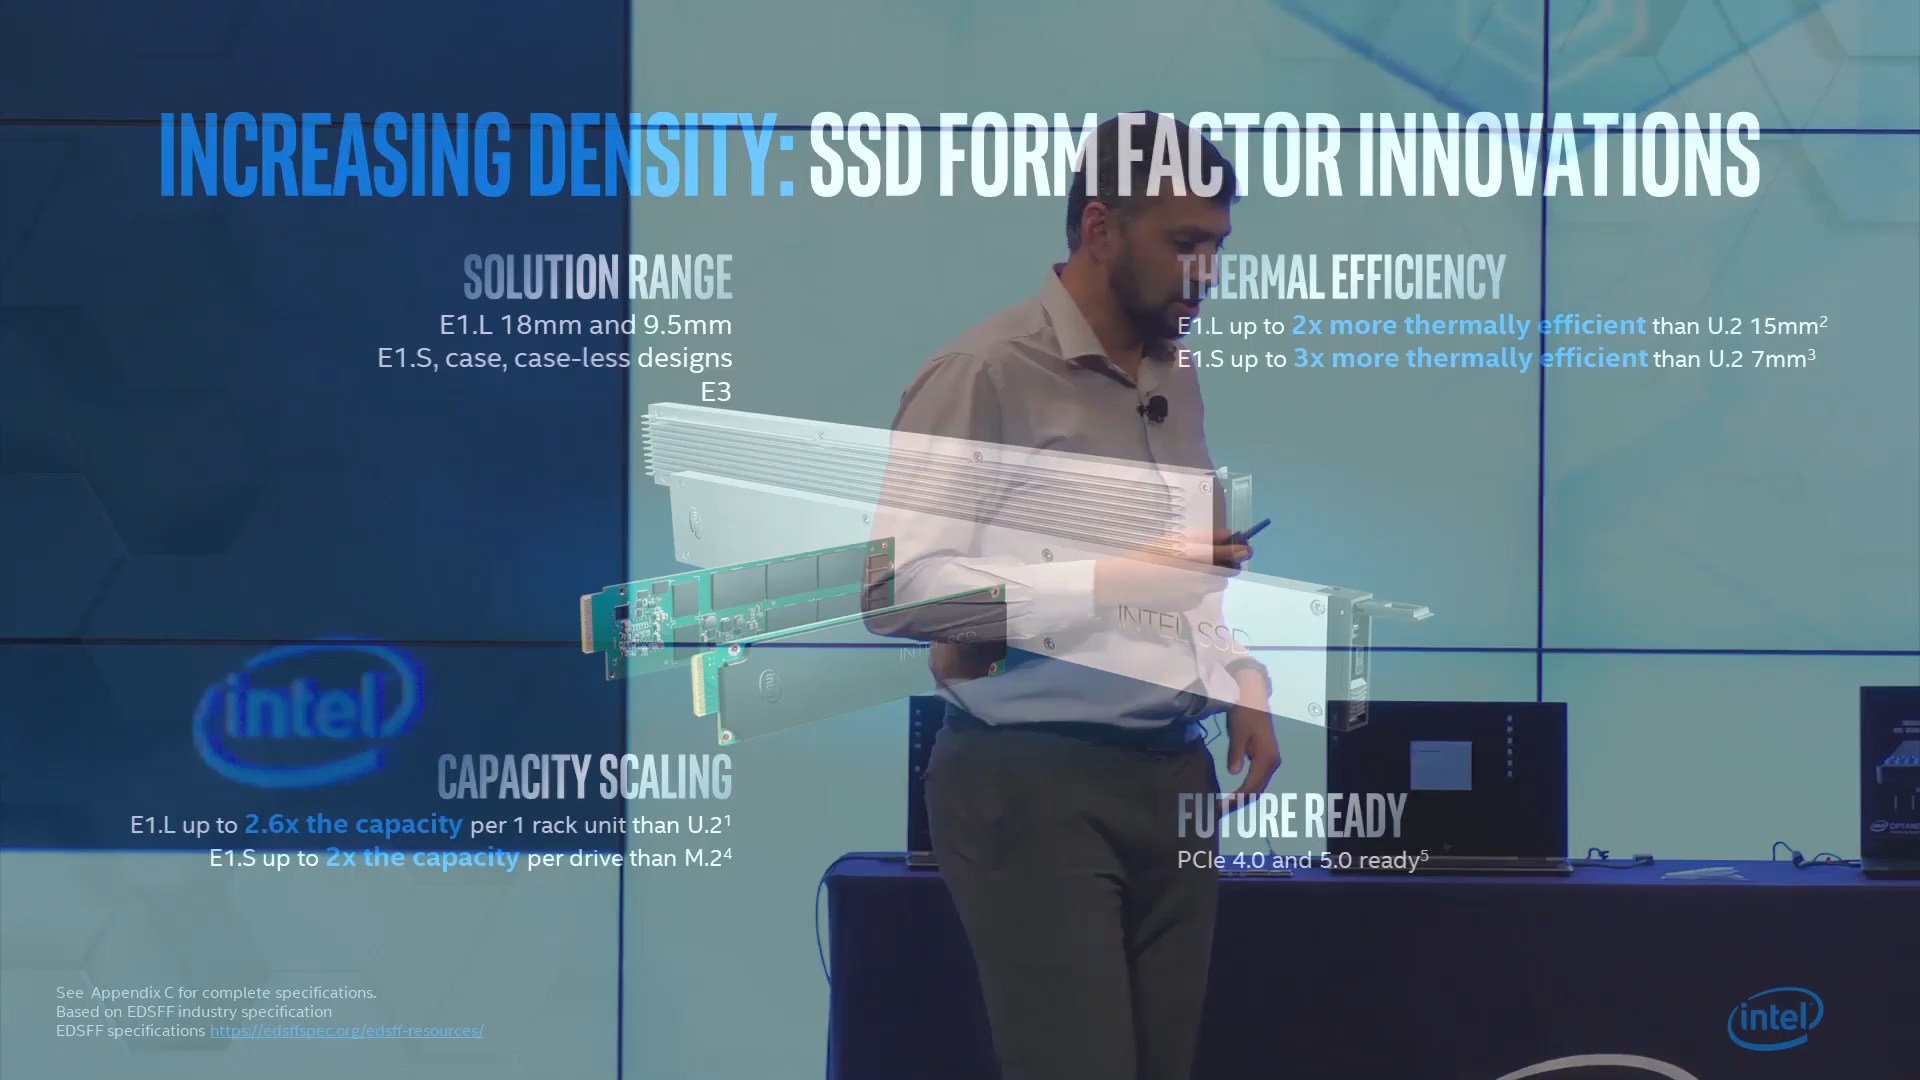 INCREASING DENSITY: SSD FORM FACTOR INNOVATIONS
SOLUTION RANGE
E1.L 18mm and 9.5mm
E1.S, case, case-less designs
E3
THERMAL EFFICIENCY
E1.L up to 2x more thermally efficient than U.2 15mm²
E1.S up to 3x more thermally efficient than U.2 7mm³
INTEL SSD
INTEL SSD
intel
intel
intel
CAPACITY SCALING
E1.L up to 2.6x the capacity per 1 rack unit than U.2¹
E1.S up to 2x the capacity per drive than M.2⁴
FUTURE READY
PCIe 4.0 and 5.0 ready⁵
See Appendix C for complete specifications.
Based on EDSFF industry specification
EDSFF specifications https://edsffspec.org/edsff-resources/
intel